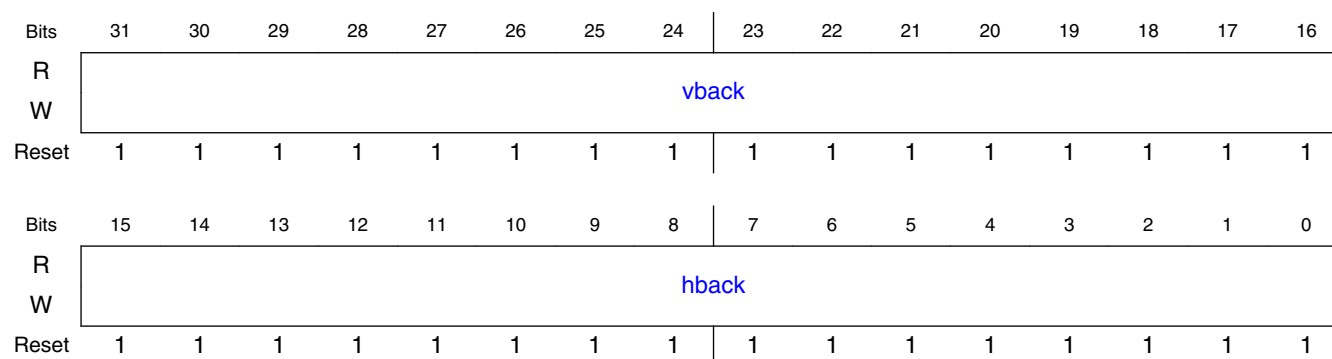 Bits 31 30 29 28 27 26 25 24 23 22 21 20 19 18 17 16
R
vback
W
Reset 1 1 1 1 1 1 1 1 1 1 1 1 1 1 1 1
Bits 15 14 13 12 11 10 9 8 7 6 5 4 3 2 1 0
R
hback
W
Reset 1 1 1 1 1 1 1 1 1 1 1 1 1 1 1 1